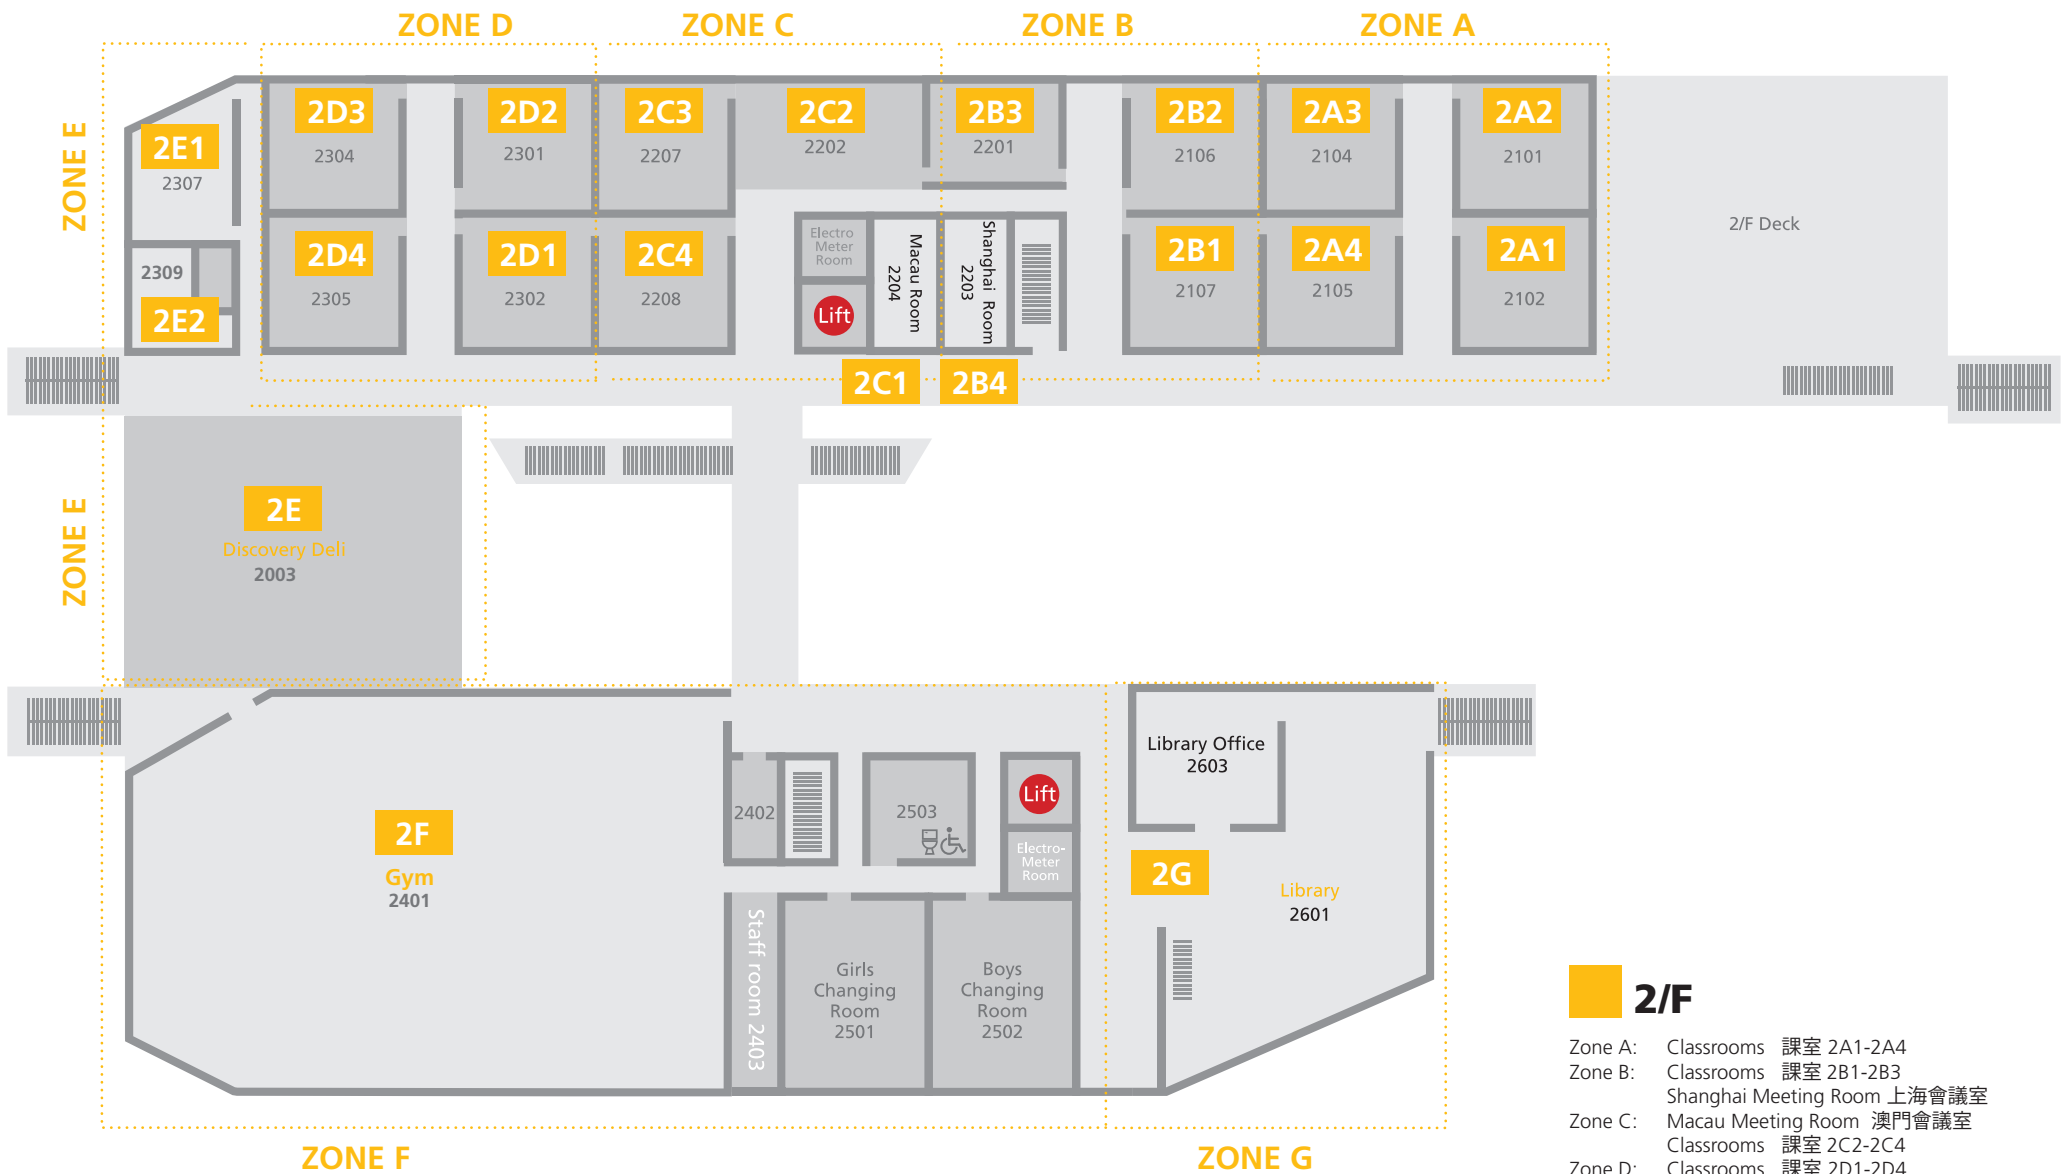 ZONE D
ZONE C
ZONE B
ZONE A
ZONE E
2E1
2307
2D3
2304
2D2
2301
2C3
2207
2C2
2202
2B3
2201
2B2
2106
2A3
2104
2A2
2101
2309
2E2
2D4
2305
2D1
2302
2C4
2208
Electro
Meter
Room
Lift
Macau Room
2204
Shanghai Room
2203
2B1
2107
2A4
2105
2A1
2102
2/F Deck
2C1
2B4
ZONE E
2E
Discovery Deli
2003
2F
Gym
2401
2402
2503
Lift
Electro-
Meter
Room
Staff room 2403
Girls
Changing
Room
2501
Boys
Changing
Room
2502
Library Office
2603
2G
Library
2601
ZONE F
ZONE G
2/F
Zone A: Classrooms 課室 2A1-2A4
Zone B: Classrooms 課室 2B1-2B3
Shanghai Meeting Room 上海會議室
Zone C: Macau Meeting Room 澳門會議室
Classrooms 課室 2C2-2C4
Zone D: Classrooms 課室 2D1-2D4